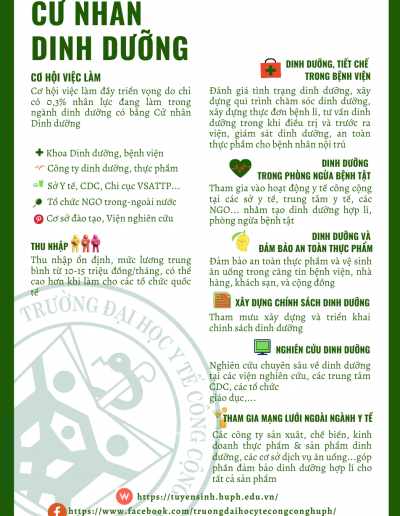 CỬ NHÂN
DINH DƯỠNG
CƠ HỘI VIỆC LÀM
Cơ hội việc làm đầy triển vọng do chỉ
có 0,3% nhân lực đang làm trong
ngành dinh dưỡng có bằng Cử nhân
Dinh dưỡng
Khoa Dinh dưỡng, bệnh viện
Công ty dinh dưỡng, thực phẩm
Sở Y tế, CDC, Chi cục VSATTP...
Tổ chức NGO trong-ngoài nước
Cơ sở đào tạo, Viện nghiên cứu
THU NHẬP
Thu nhập ổn định, mức lương trung
bình từ 10-15 triệu đồng/tháng, có thể
cao hơn khi làm cho các tổ chức quốc
tế
DINH DƯỠNG, TIẾT CHẾ
TRONG BỆNH VIỆN
Đánh giá tình trạng dinh dưỡng, xây
dựng qui trình chăm sóc dinh dưỡng,
xây dựng thực đơn bệnh lí, tư vấn dinh
dưỡng trong khi điều trị và trước ra
viện, giám sát dinh dưỡng, an toàn
thực phẩm cho bệnh nhân nội trú
DINH DƯỠNG
TRONG PHÒNG NGỪA BỆNH TẬT
Tham gia vào hoạt động y tế công cộng
tại các sở y tế, trung tâm y tế, các
NGO... nhằm tạo dinh dưỡng hợp lí,
phòng ngừa bệnh tật
DINH DƯỠNG VÀ
ĐẢM BẢO AN TOÀN THỰC PHẨM
Đảm bảo an toàn thực phẩm và vệ sinh
ăn uống trong căng tin bệnh viện, nhà
hàng, khách sạn, và cộng đồng
XÂY DỰNG CHÍNH SÁCH DINH DƯỠNG
Tham mưu xây dựng và triển khai
chính sách dinh dưỡng
NGHIÊN CỨU DINH DƯỠNG
Nghiên cứu chuyên sâu về dinh dưỡng
tại các viện nghiên cứu, các trung tâm
CDC, các tổ chức
giáo dục,...
THAM GIA MẠNG LƯỚI NGOÀI NGÀNH Y TẾ
Các công ty sản xuất, chế biến, kinh
doanh thực phẩm & sản phẩm dinh
dưỡng, các cơ sở dịch vụ ăn uống...góp
phần đảm bảo dinh dưỡng hợp lí cho
tất cả sản phẩm
TRƯỜNG ĐẠI HỌC Y TẾ CÔNG CỘNG
https://tuyensinh.huph.edu.vn/
https://www.facebook.com/truongdaihocytecongconghuph/